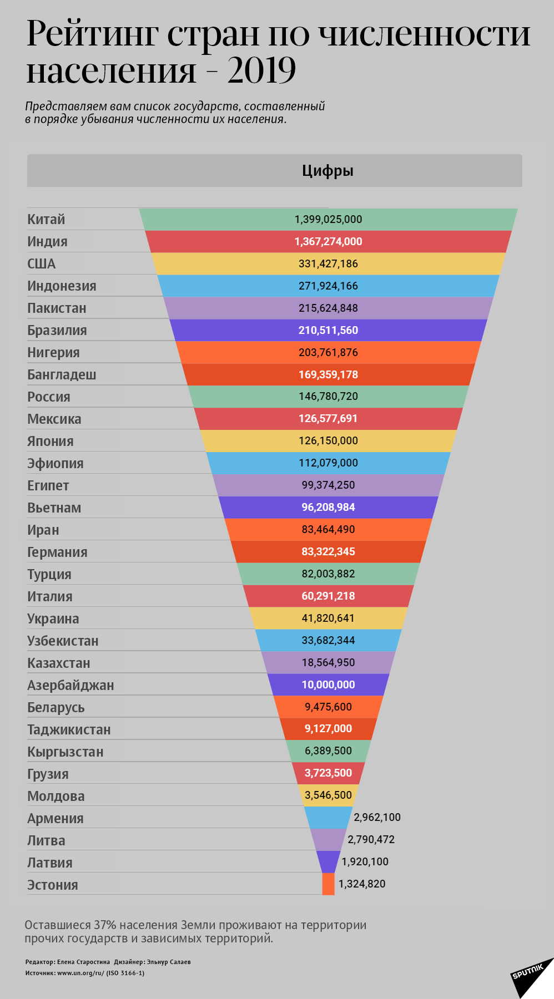 Рейтинг стран по численности
населения - 2019
Представляем вам список государств, составленный
в порядке убывания численности их населения.
Цифры
Китай 1,399,025,000
Индия 1,367,274,000
США 331,427,186
Индонезия 271,924,166
Пакистан 215,624,848
Бразилия 210,511,560
Нигерия 203,761,876
Бангладеш 169,359,178
Россия 146,780,720
Мексика 126,577,691
Япония 126,150,000
Эфиопия 112,079,000
Египет 99,374,250
Вьетнам 96,208,984
Иран 83,464,490
Германия 83,322,345
Турция 82,003,882
Италия 60,291,218
Украина 41,820,641
Узбекистан 33,682,344
Казахстан 18,564,950
Азербайджан 10,000,000
Беларусь 9,475,600
Таджикистан 9,127,000
Кыргызстан 6,389,500
Грузия 3,723,500
Молдова 3,546,500
Армения 2,962,100
Литва 2,790,472
Латвия 1,920,100
Эстония 1,324,820
Оставшиеся 37% населения Земли проживают на территории
прочих государств и зависимых территорий.
Редактор: Елена Старостина Дизайнер: Эльнур Салаев
Источник: www.un.org/ru/ (ISO 3166-1)
SPUTNIK